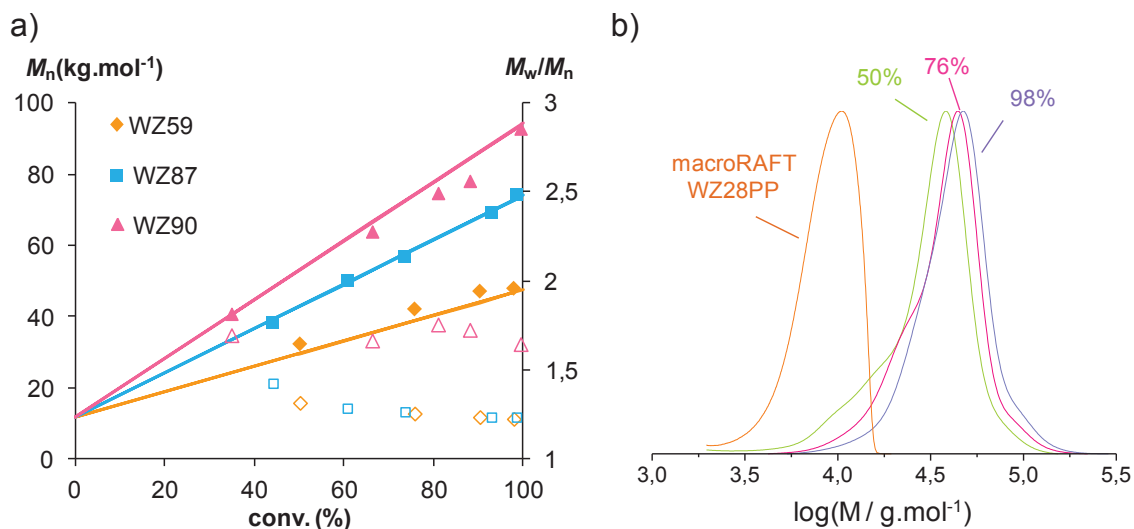 a)
Mn(kg.mol-1)
Mw/Mn
100
80
60
40
20
0
WZ59
WZ87
WZ90
3
2,5
2
1,5
1
0 20 40 60 80 100
conv. (%)
b)
50%
76%
98%
macroRAFT
WZ28PP
3,0 3,5 4,0 4,5 5,0 5,5
log(M / g.mol-1)